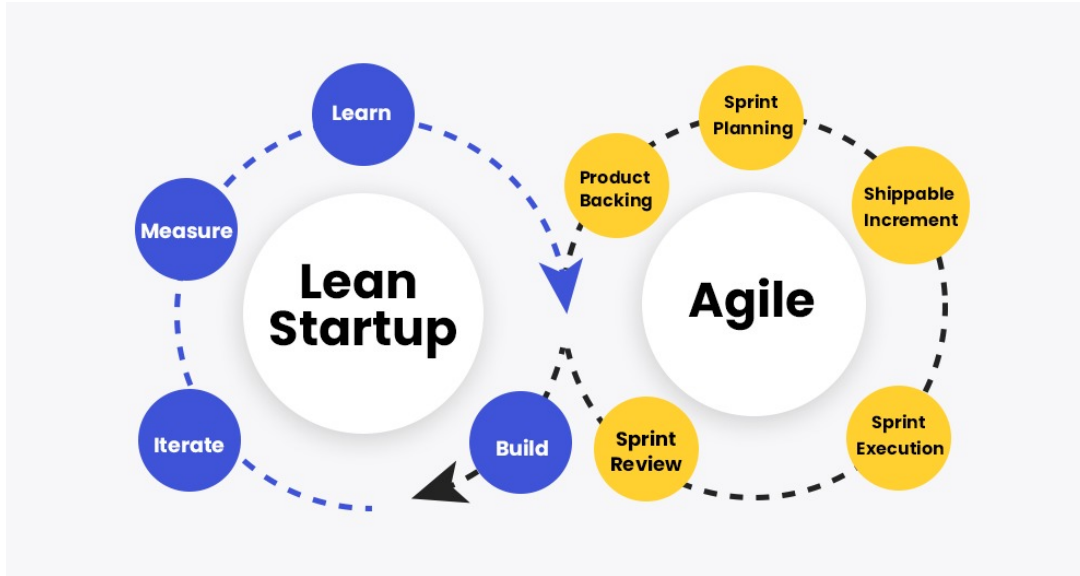 Learn
Measure
Iterate
Build
Lean
Startup
Product
Backing
Sprint
Planning
Shippable
Increment
Sprint
Execution
Sprint
Review
Agile